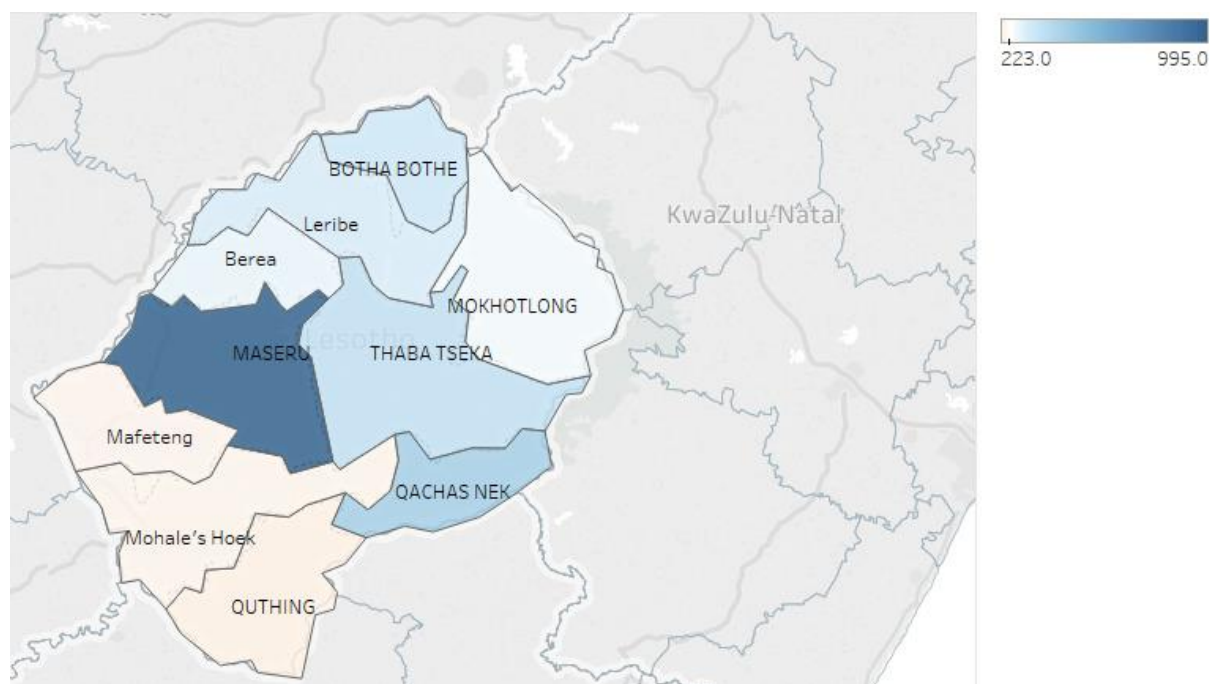 223.0 995.0
BOTHA BOTHE
KwaZulu-Natal
Leribe
Berea
MOKHOTLONG
Lesotho
MASERU
THABA TSEKA
Mafeteng
QACHAS NEK
Mohale's Hoek
QUTHING